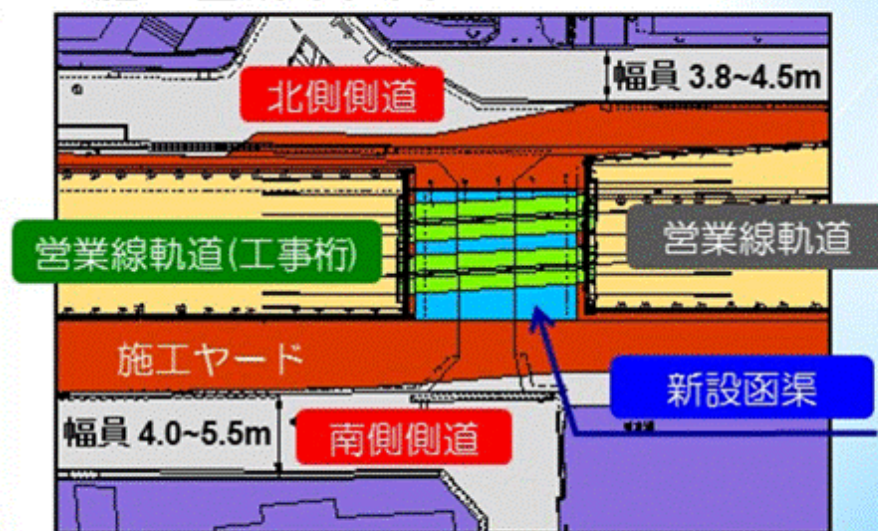 北側側道
幅員 3.8~4.5m
営業線軌道(工事桁)
営業線軌道
施工ヤード
新設函渠
幅員 4.0~5.5m
南側側道